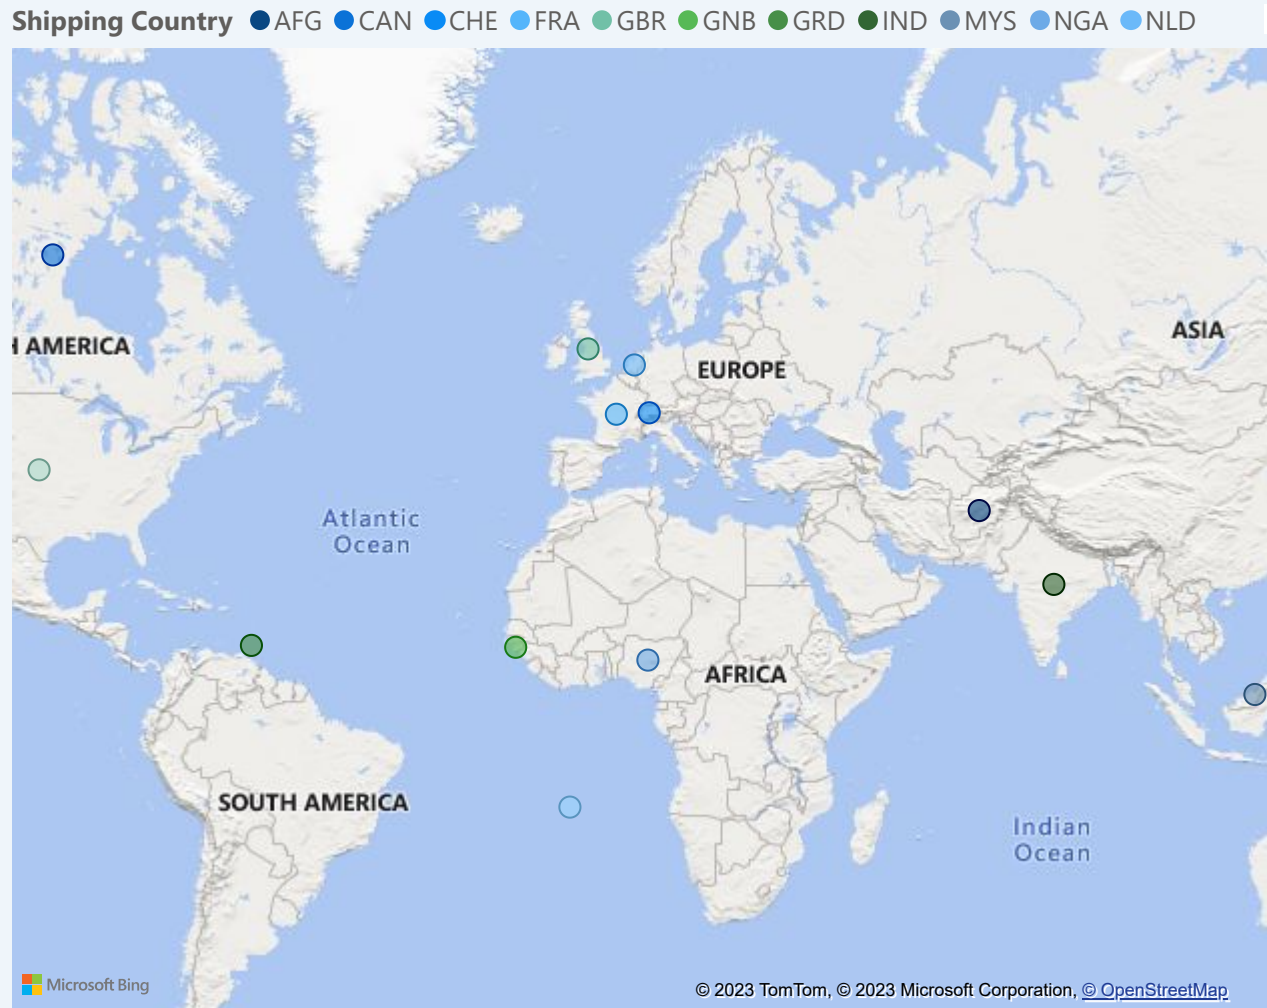 Shipping Country AFG CAN CHE FRA GBR GNB GRD IND MYS NGA NLD
H AMERICA
ASIA
EUROPE
Atlantic
Ocean
AFRICA
SOUTH AMERICA
Indian
Ocean
Microsoft Bing
© 2023 TomTom, © 2023 Microsoft Corporation, © OpenStreetMap